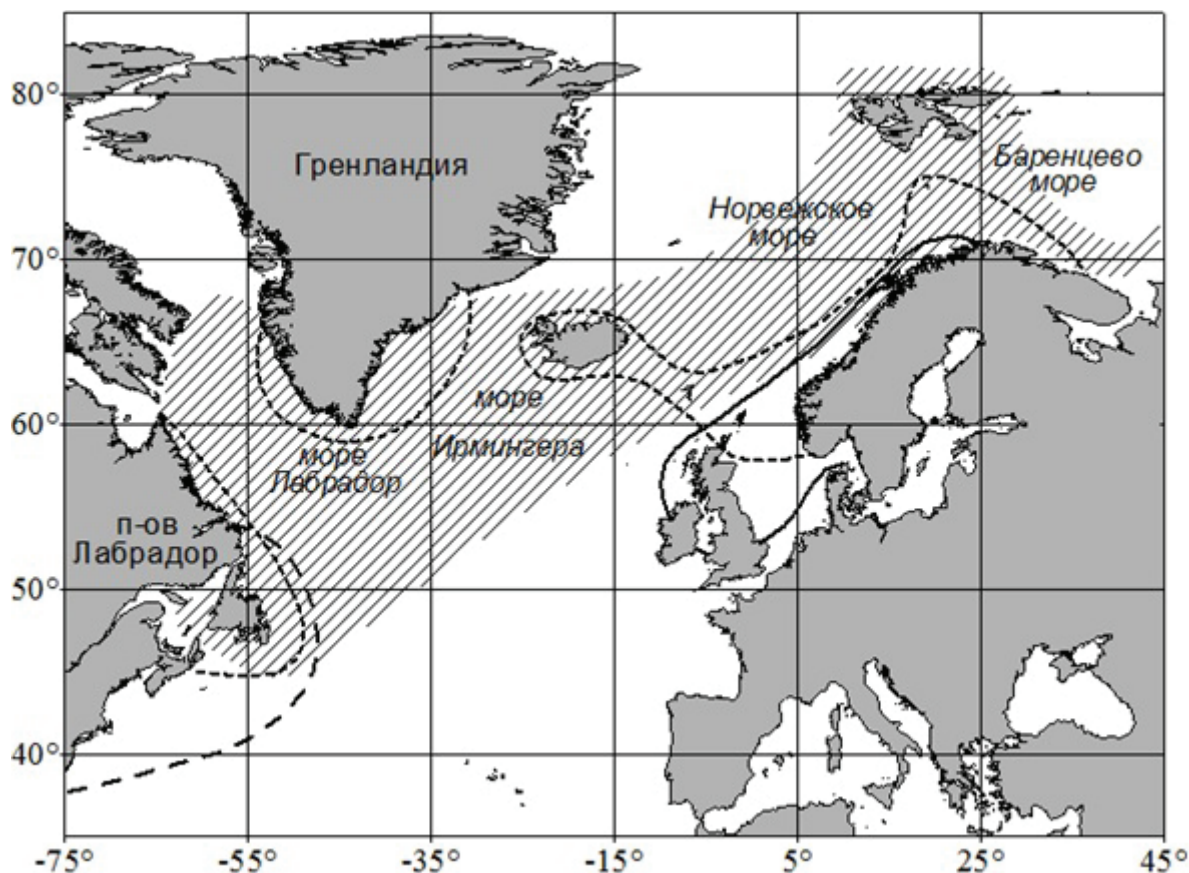 80°
Гренландия
Баренцево
море
Норвежское
море
70°
море
60°
Ирмингера
море
Лабрадор
п-ов
Лабрадор
50°
40°
-75°
-55°
-35°
-15°
5°
25°
45°